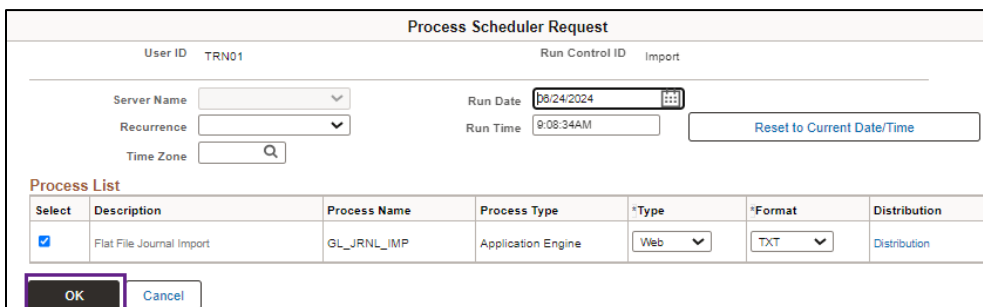 Process Scheduler Request
User ID TRN01 Run Control ID Import
Server Name Run Date 06/24/2024
Recurrence Run Time 9:08:34AM Reset to Current Date/Time
Time Zone
Process List
Select Description Process Name Process Type *Type *Format Distribution
Flat File Journal Import GL_JRNL_IMP Application Engine Web TXT Distribution
OK Cancel